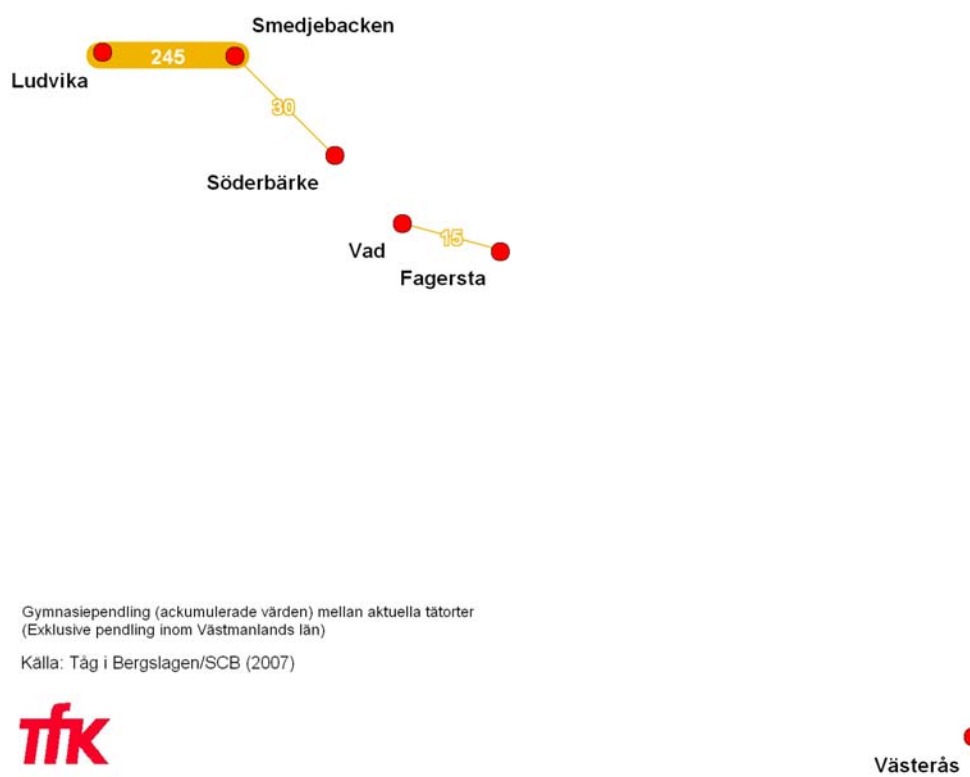 Smedjebacken
245
Ludvika
30
Söderbärke
15
Vad
Fagersta
Gymnasiependling (ackumulerade värden) mellan aktuella tätorter
(Exklusive pendling inom Västmanlands län)
Källa: Tåg i Bergslagen/SCB (2007)
TfK
Västerås